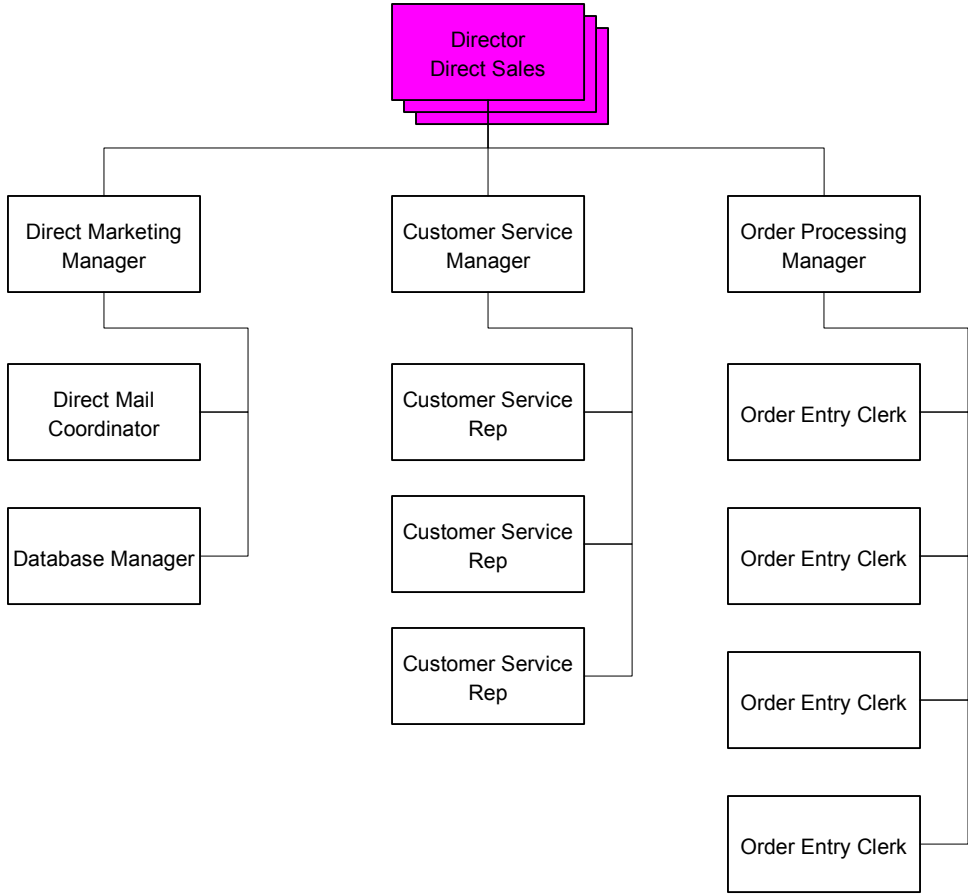 Director
Direct Sales
Direct Marketing
Manager
Customer Service
Manager
Order Processing
Manager
Direct Mail
Coordinator
Customer Service
Rep
Order Entry Clerk
Database Manager
Customer Service
Rep
Order Entry Clerk
Customer Service
Rep
Order Entry Clerk
Order Entry Clerk